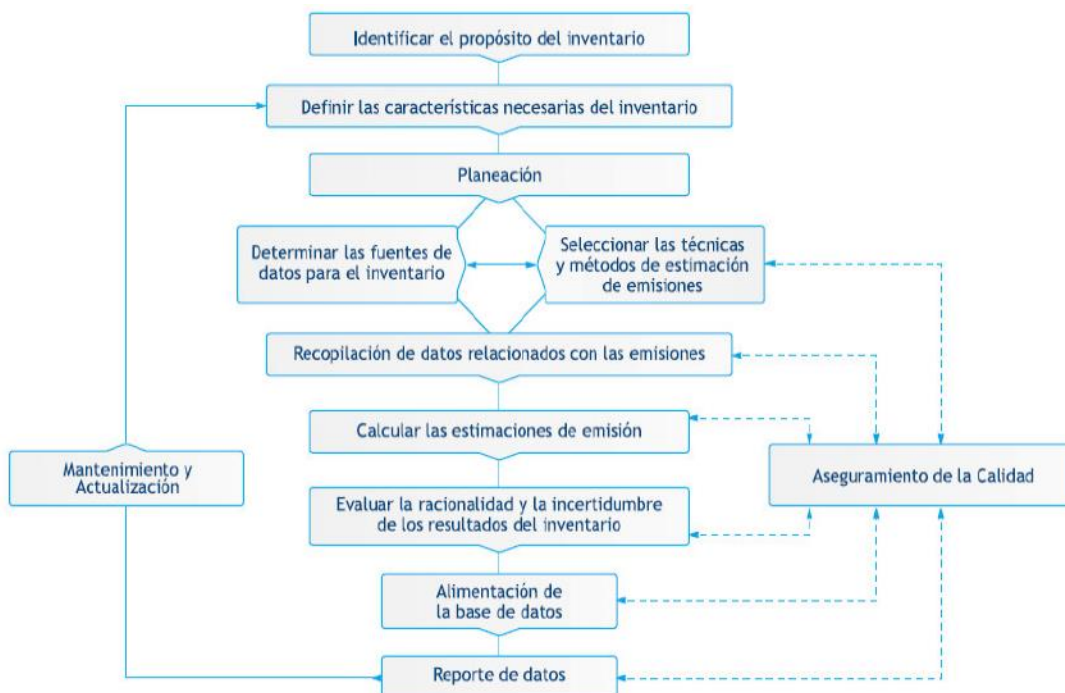 Identificar el propósito del inventario
Definir las características necesarias del inventario
Planeación
Determinar las fuentes de
datos para el inventario
Seleccionar las técnicas
y métodos de estimación
de emisiones
Recopilación de datos relacionados con las emisiones
Calcular las estimaciones de emisión
Mantenimiento y
Actualización
Aseguramiento de la Calidad
Evaluar la racionalidad y la incertidumbre
de los resultados del inventario
Alimentación de
la base de datos
Reporte de datos